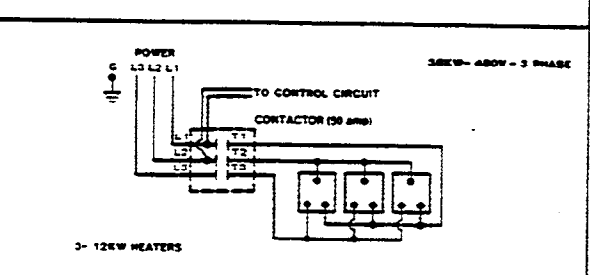 POWER
G L3 L2 L1
36KW - 480V - 3 PHASE
TO CONTROL CIRCUIT
CONTACTOR (50 amp)
L1 T1
L2 T2
L3 T3
3- 12KW HEATERS